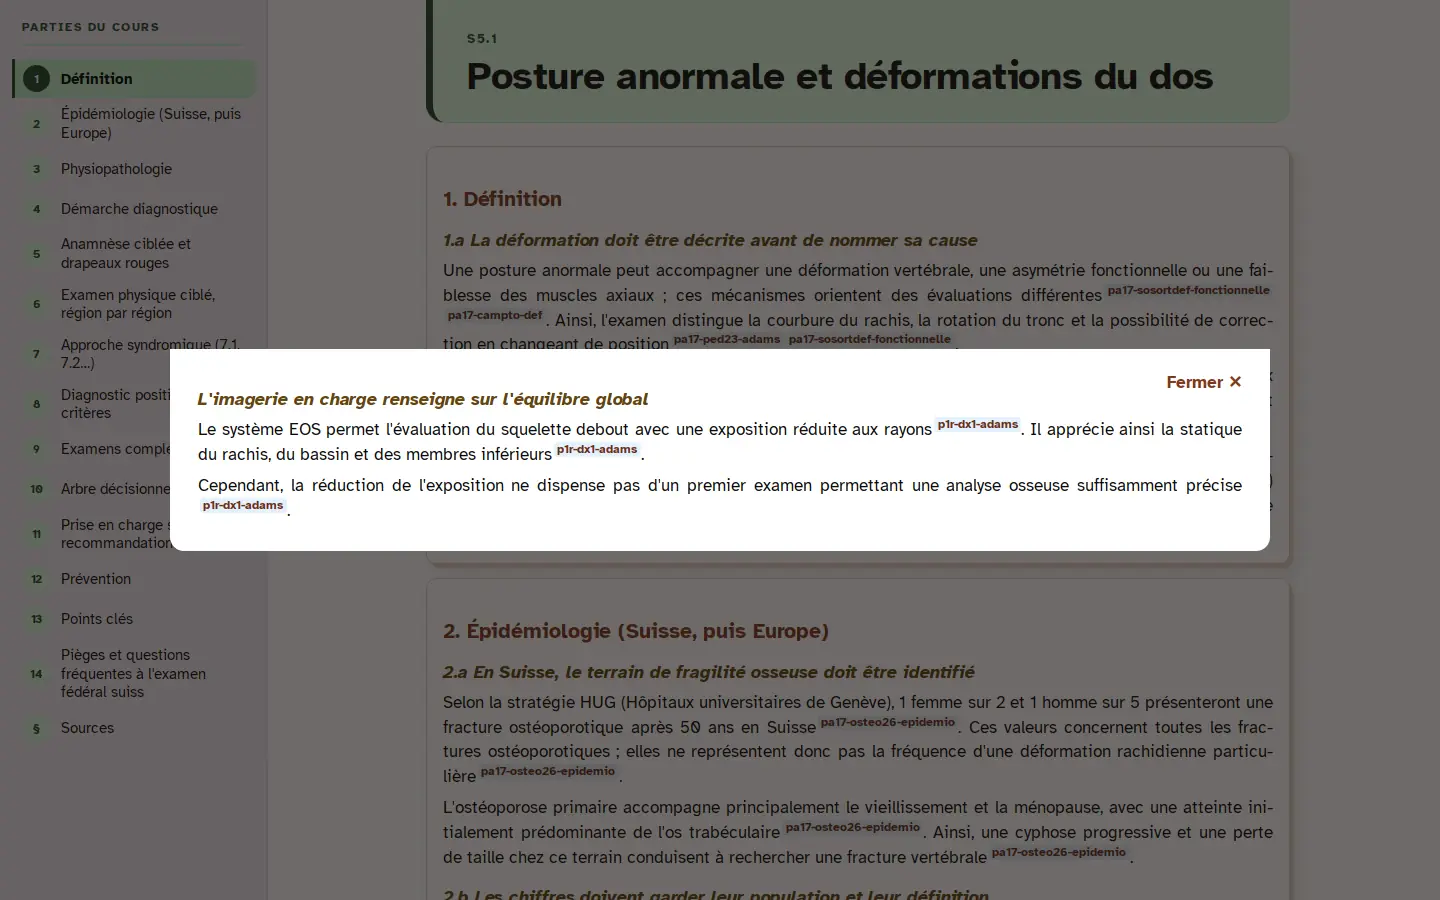 PARTIES DU COURS
1 Définition
2 Épidémiologie (Suisse, puis
Europe)
3 Physiopathologie
4 Démarche diagnostique
5 Anamnèse ciblée et
drapeaux rouges
6 Examen physique ciblé,
région par région
7 Approche syndromique (7.1,
7.2...)
8 Diagnostic positi
critères
9 Examens comple
10 Arbre décisionne
11 Prise en charge
recommandation
12 Prévention
13 Points clés
14 Pièges et questions
fréquentes à l'examen
fédéral suiss
§ Sources
S5.1
Posture anormale et déformations du dos
1. Définition
1.a La déformation doit être décrite avant de nommer sa cause
Une posture anormale peut accompagner une déformation vertébrale, une asymétrie fonctionnelle ou une fai-
blesse des muscles axiaux ; ces mécanismes orientent des évaluations différentes pa17-sosortdef-fonctionnelle
pa17-campto-def . Ainsi, l'examen distingue la courbure du rachis, la rotation du tronc et la possibilité de correc-
tion en changeant de position pa17-ped23-adams pa17-sosortdef-fonctionnelle .
Fermer ✕
L'imagerie en charge renseigne sur l'équilibre global
Le système EOS permet l'évaluation du squelette debout avec une exposition réduite aux rayons p1r-dx1-adams . Il apprécie ainsi la statique
du rachis, du bassin et des membres inférieurs p1r-dx1-adams .
Cependant, la réduction de l'exposition ne dispense pas d'un premier examen permettant une analyse osseuse suffisamment précise
p1r-dx1-adams .
2. Épidémiologie (Suisse, puis Europe)
2.a En Suisse, le terrain de fragilité osseuse doit être identifié
Selon la stratégie HUG (Hôpitaux universitaires de Genève), 1 femme sur 2 et 1 homme sur 5 présenteront une
fracture ostéoporotique après 50 ans en Suisse pa17-osteo26-epidemio . Ces valeurs concernent toutes les frac-
tures ostéoporotiques ; elles ne représentent donc pas la fréquence d'une déformation rachidienne particu-
lière pa17-osteo26-epidemio .
L'ostéoporose primaire accompagne principalement le vieillissement et la ménopause, avec une atteinte ini-
tialement prédominante de l'os trabéculaire pa17-osteo26-epidemio . Ainsi, une cyphose progressive et une perte
de taille chez ce terrain conduisent à rechercher une fracture vertébrale pa17-osteo26-epidemio .
2.b Les chiffres doivent garder leur population et leur définition